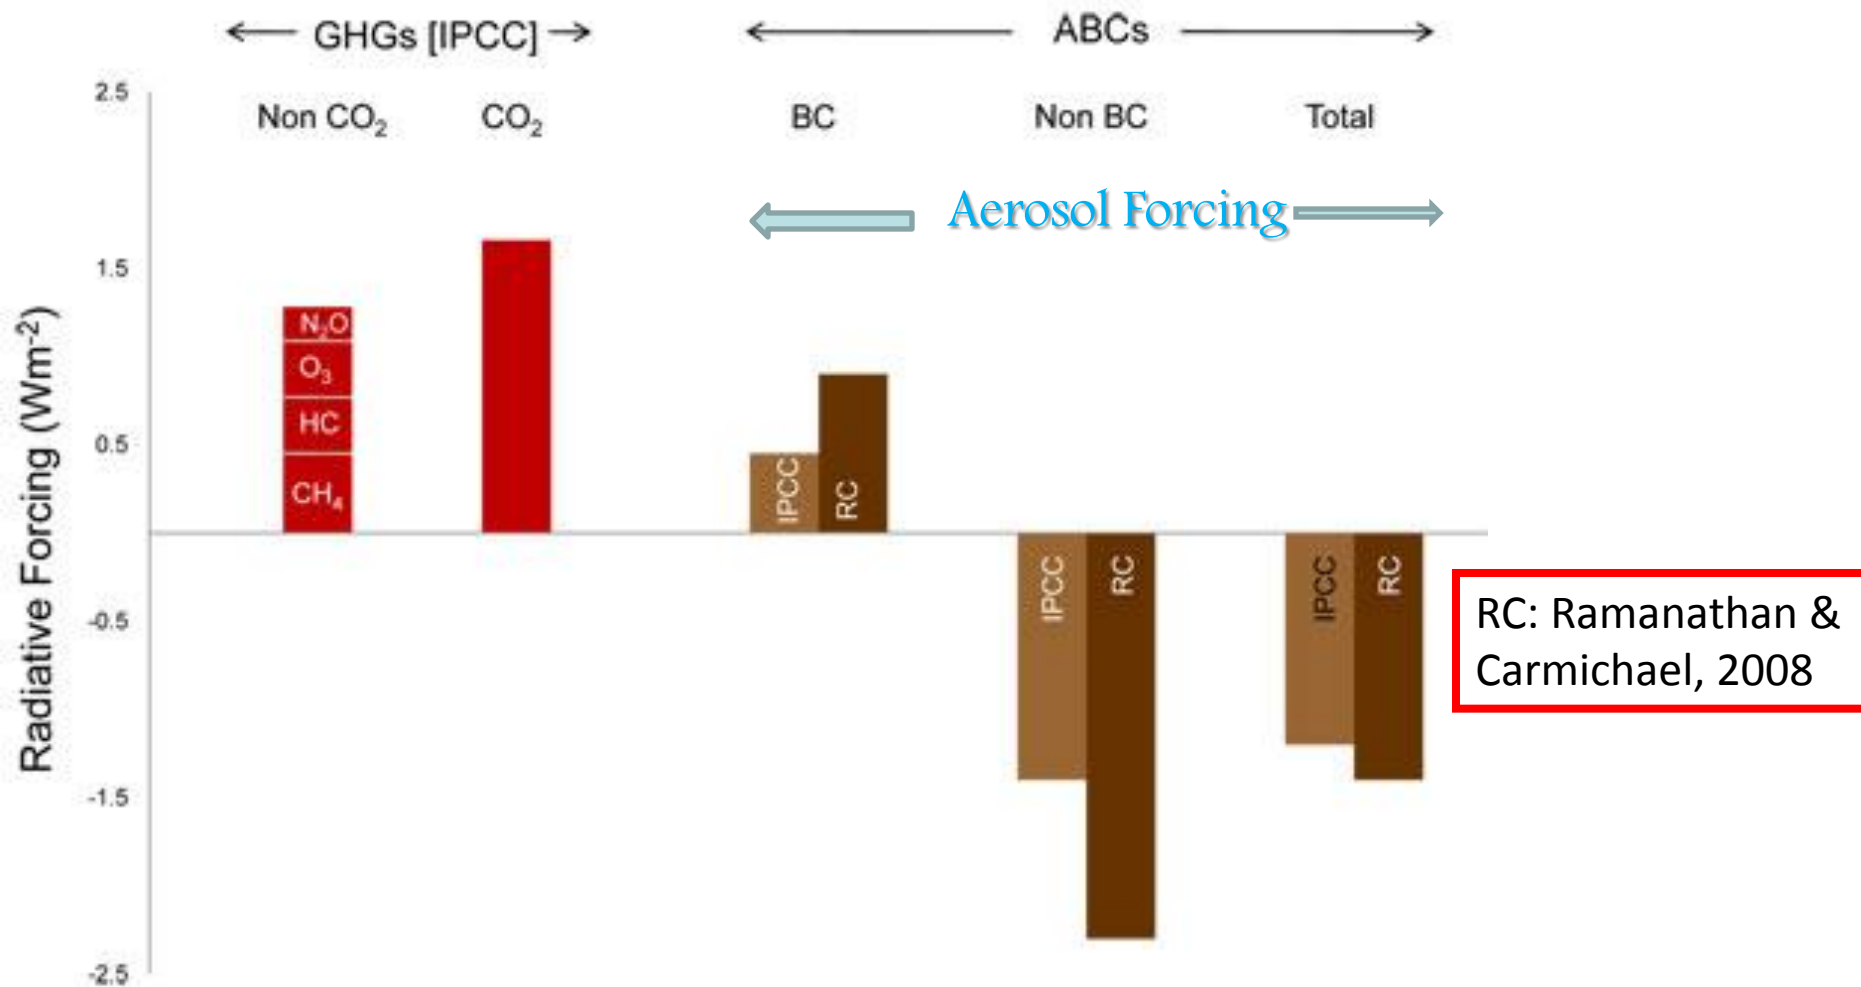 GHGs [IPCC]
ABCs
Non CO₂
CO₂
BC
Non BC
Total
Aerosol Forcing
Radiative Forcing (Wm⁻²)
2.5
1.5
0.5
-0.5
-1.5
-2.5
N₂O
O₃
HC
CH₄
IPCC
RC
IPCC
RC
IPCC
RC
RC: Ramanathan &
Carmichael, 2008